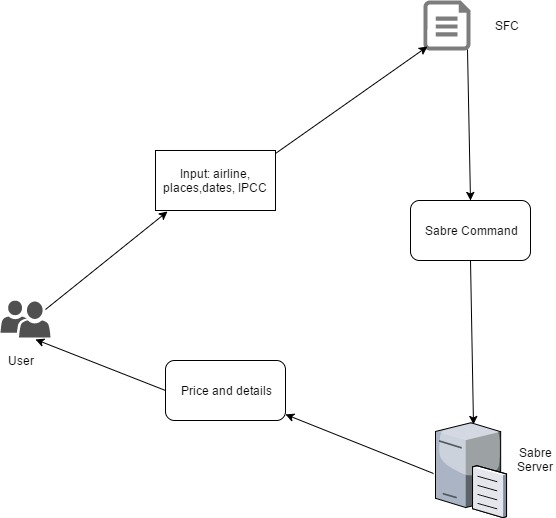 SFC
Input: airline,
places,dates, IPCC
Sabre Command
User
Price and details
Sabre
Server